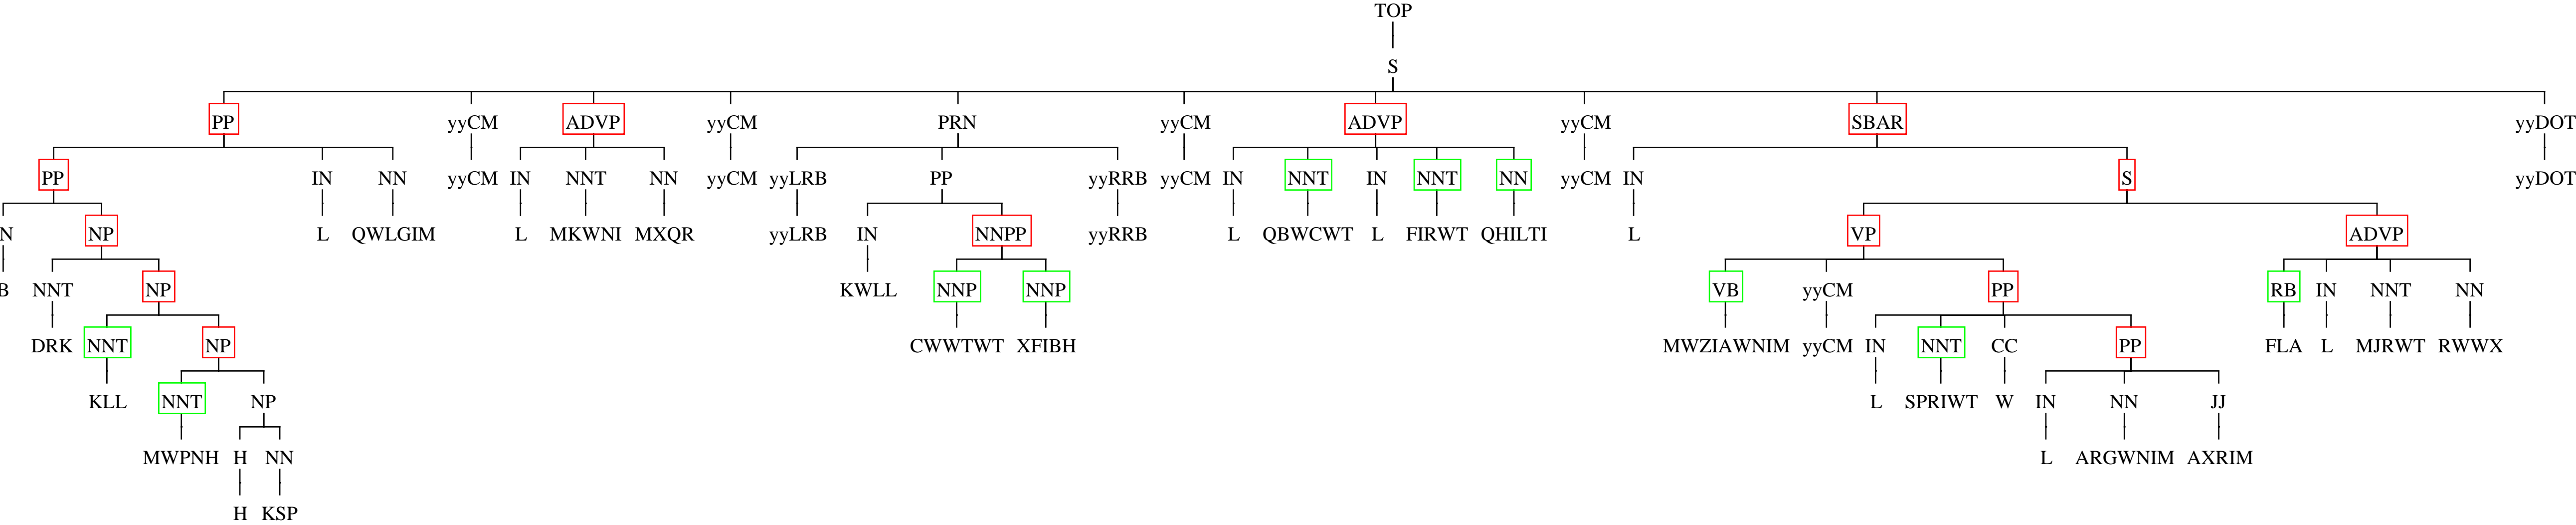 TOP
S
PP yyCM ADVP yyCM PRN yyCM ADVP yyCM SBAR yyDOT
PP IN NN yyCM IN NNT NN yyCM yyLRB PP yyRRB yyCM IN NNT IN NNT NN yyCM IN S yyDOT
N NP L QWLGIM L MKWNI MXQR yyLRB IN NNPP yyRRB L QBWCWT L FIRWT QHILTI L VP ADVP
B NNT NP KWLL NNP NNP VB yyCM PP RB IN NNT NN
DRK NNT NP CWWTWT XFIBH MWZIAWNIM yyCM IN NNT CC PP FLA L MJRWT RWWX
KLL NNT NP L SPRIWT W IN NN JJ
MWPNH H NN L ARGWNIM AXRIM
H KSP